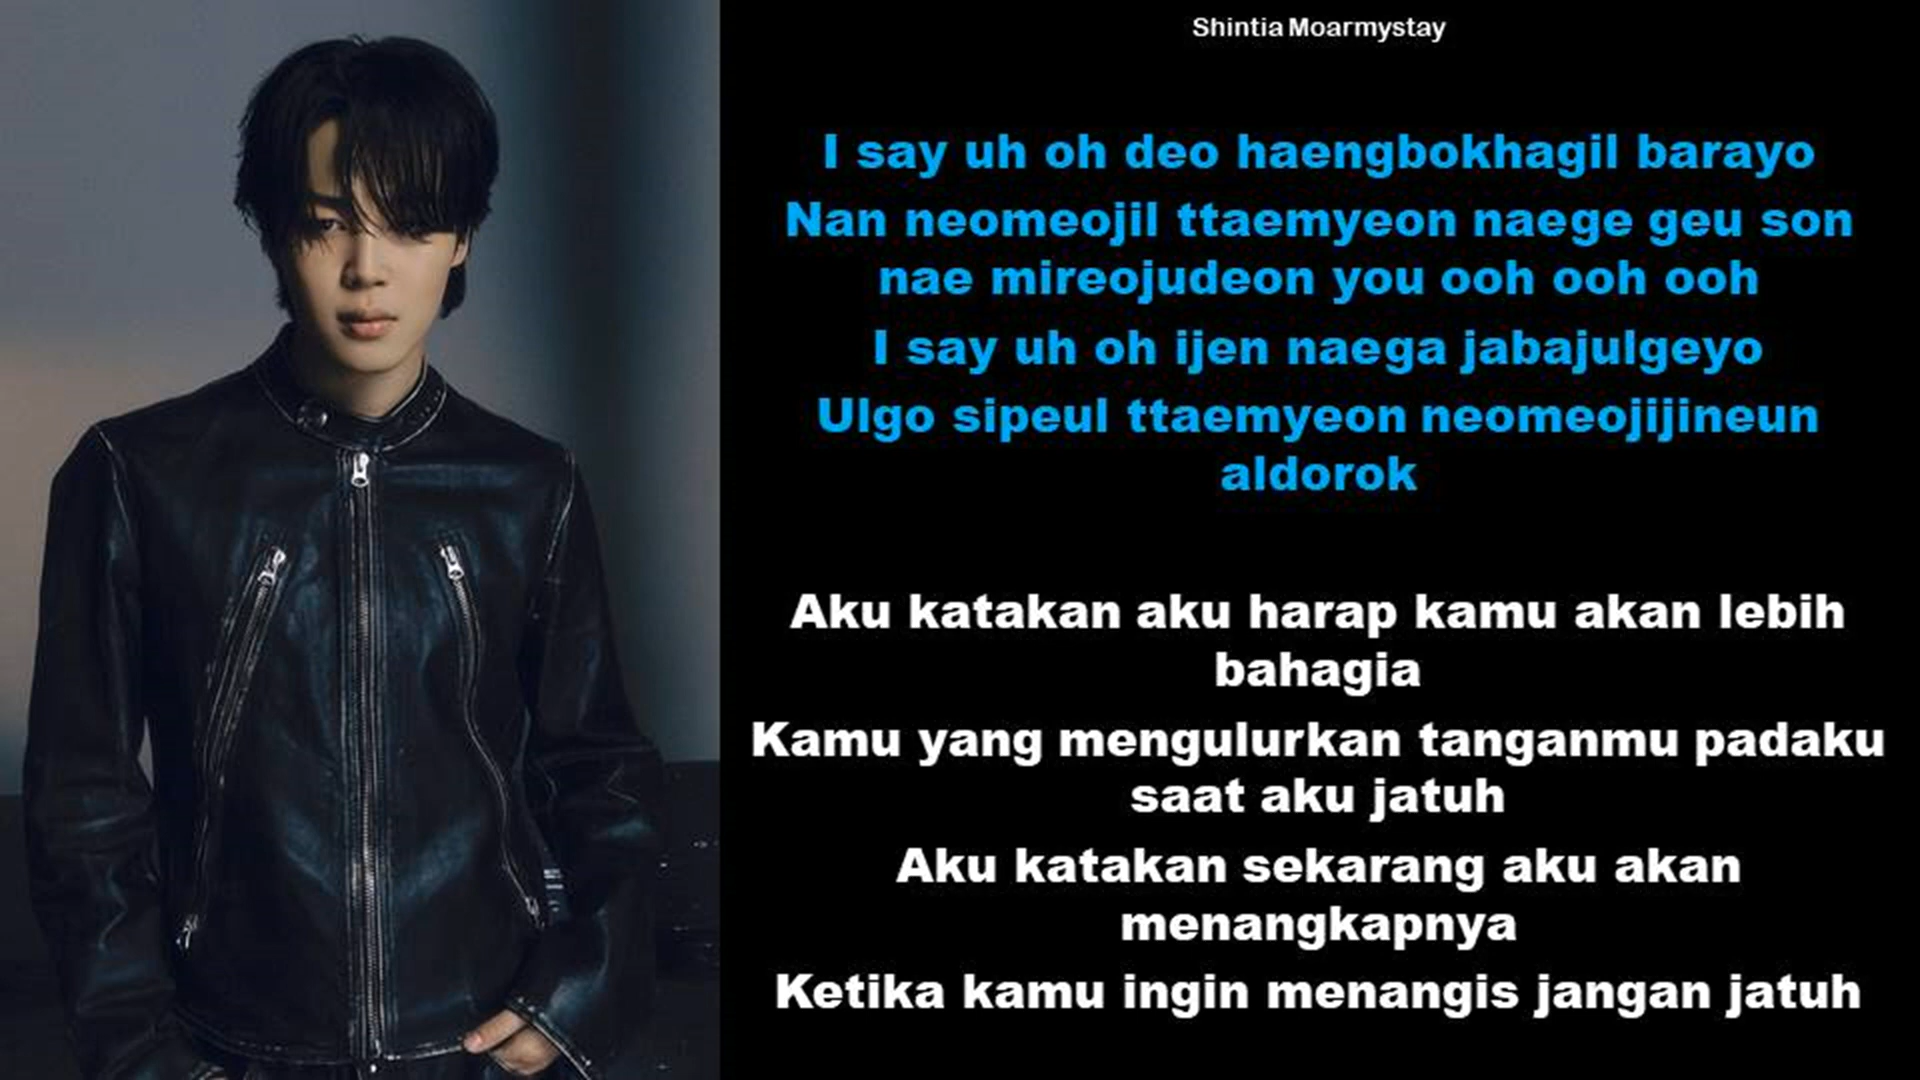 Shintia Moarmystay
I say uh oh deo haengbokhagil barayo
Nan neomeojil ttaemyeon naege geu son
nae mireojudeon you ooh ooh ooh
I say uh oh ijen naega jabajulgeyo
Ulgo sipeul ttaemyeon neomeojijineun
aldorok
Aku katakan aku harap kamu akan lebih
bahagia
Kamu yang mengulurkan tanganmu padaku
saat aku jatuh
Aku katakan sekarang aku akan
menangkapnya
Ketika kamu ingin menangis jangan jatuh